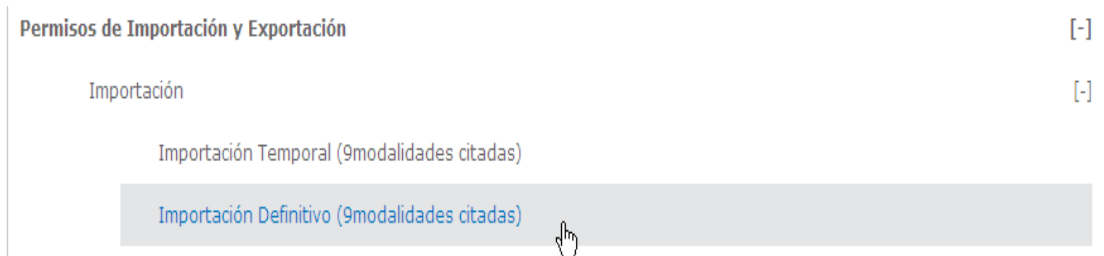 Permisos de Importación y Exportación [-]
Importación [-]
Importación Temporal (9modalidades citadas)
Importación Definitivo (9modalidades citadas)